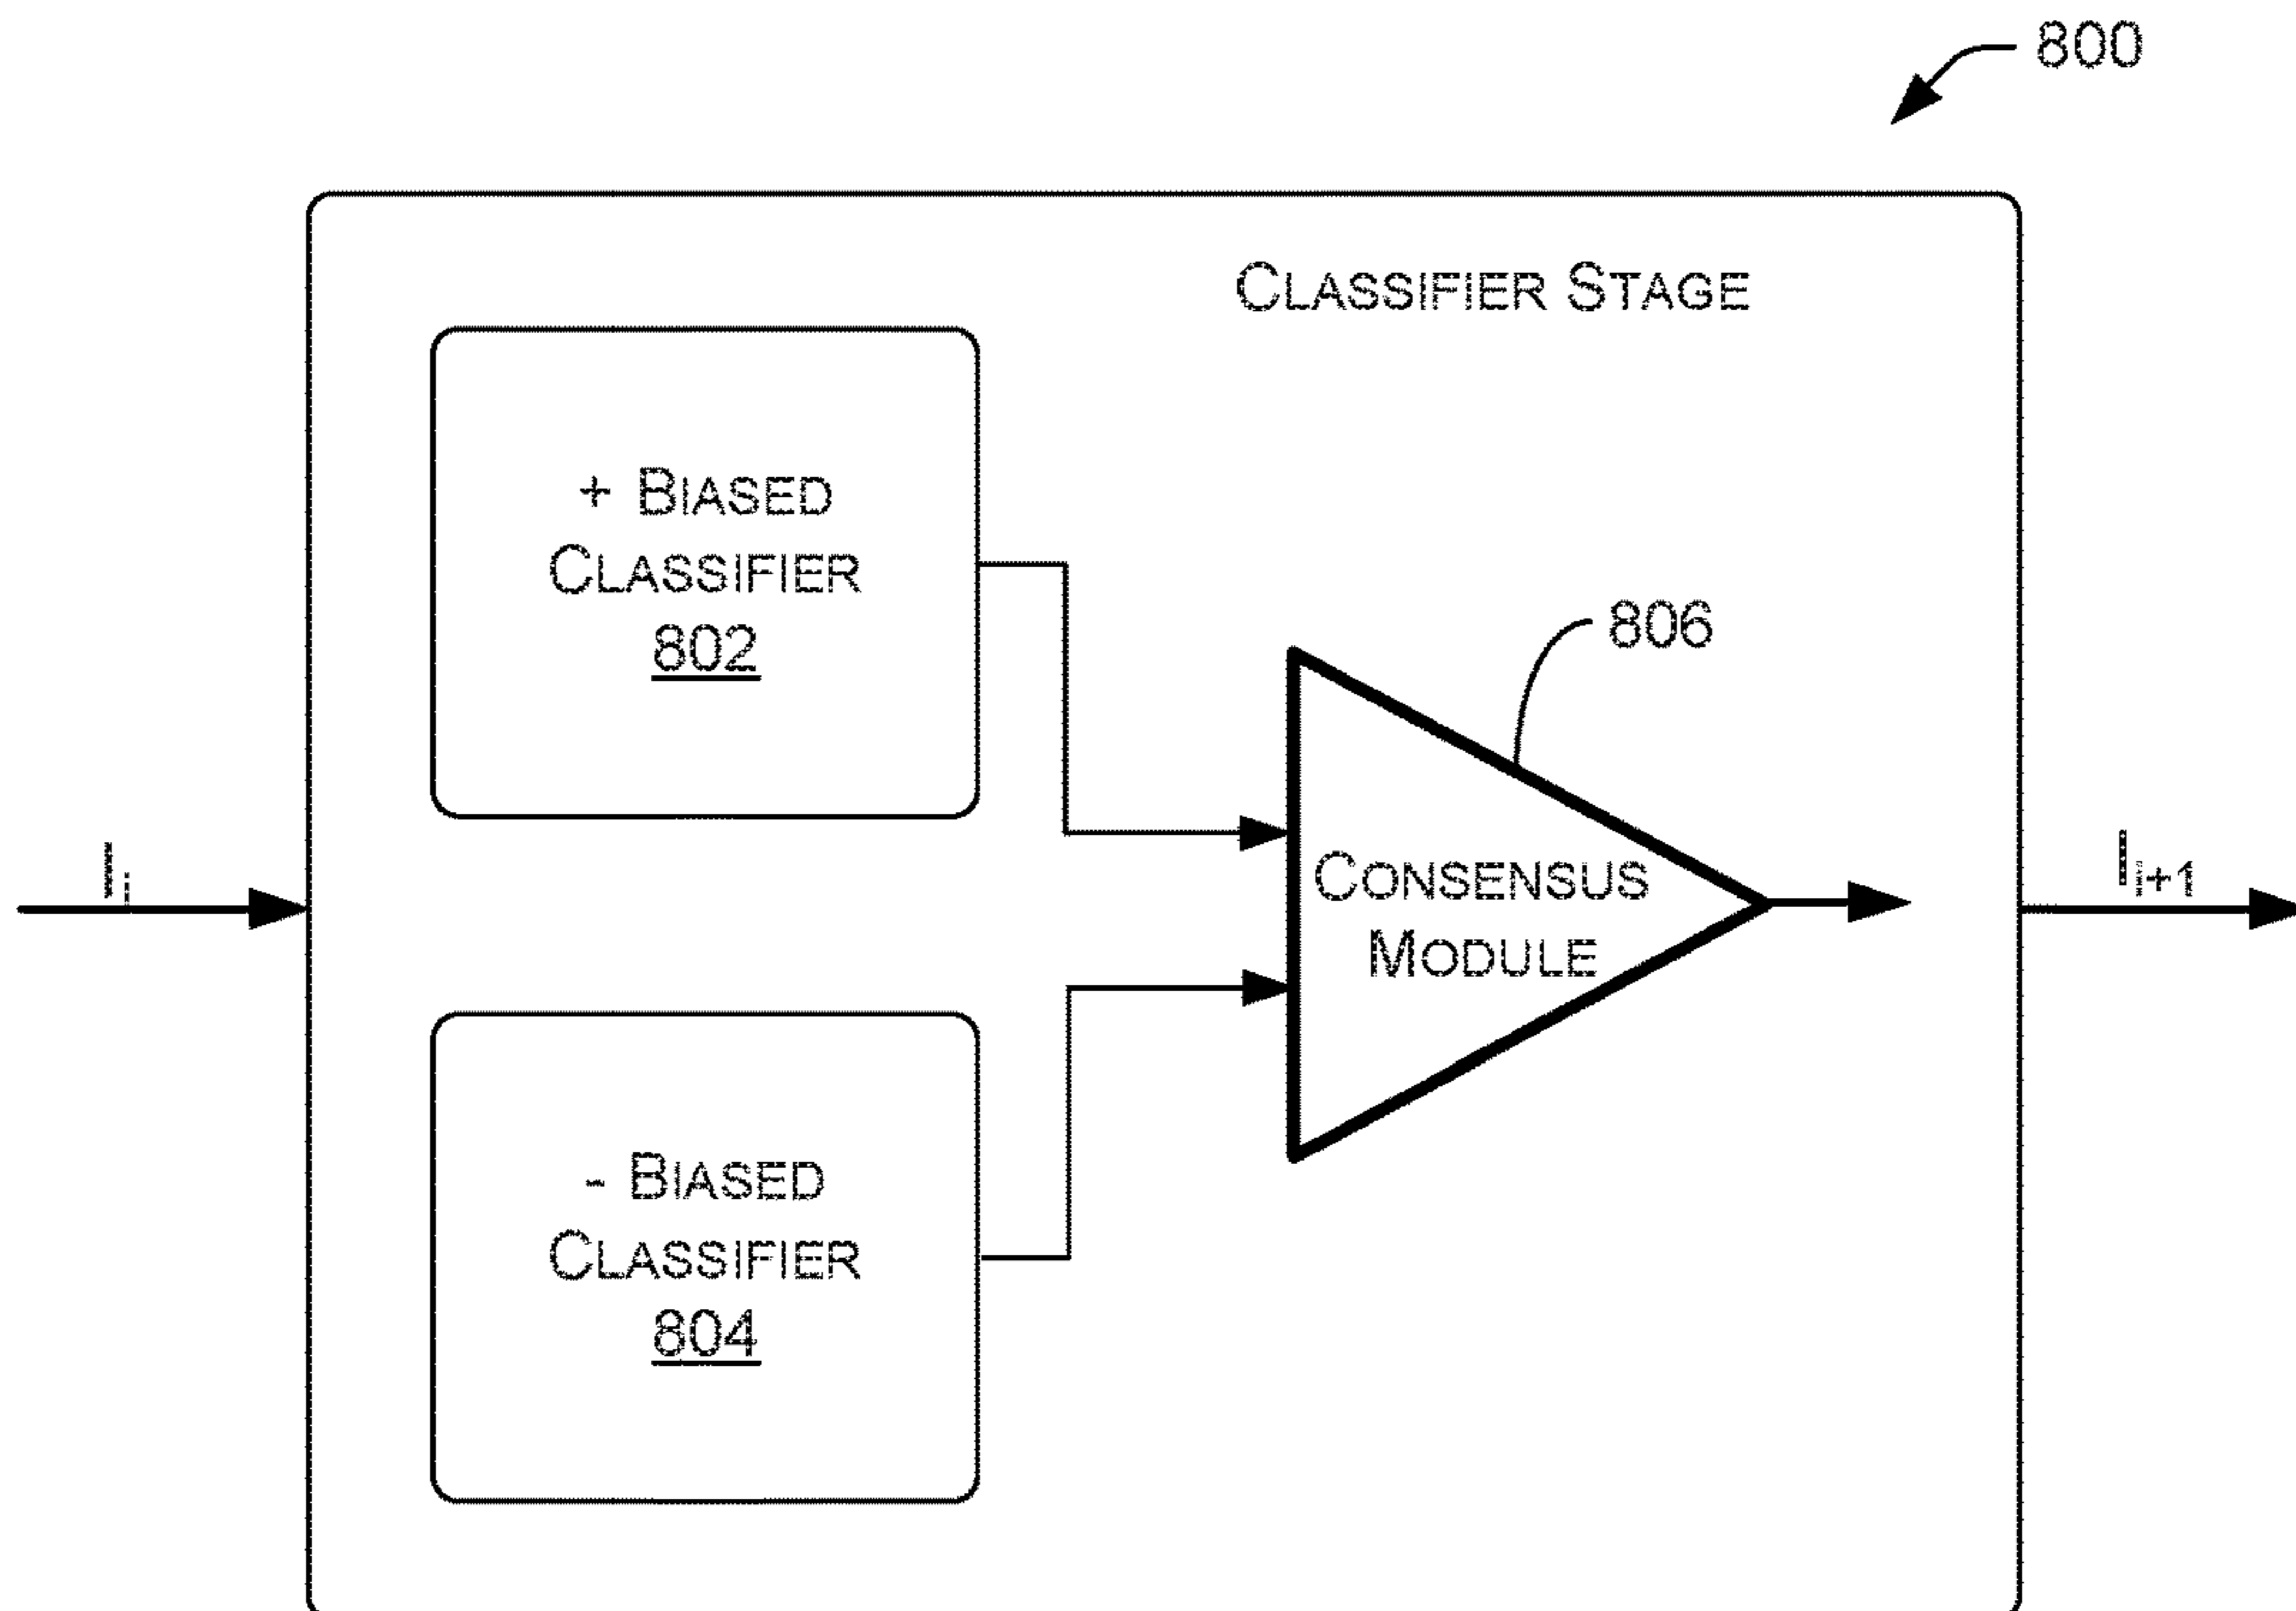 800
CLASSIFIER STAGE
+ BIASED
CLASSIFIER
802
806
Ii
CONSENSUS
MODULE
Ii+1
- BIASED
CLASSIFIER
804